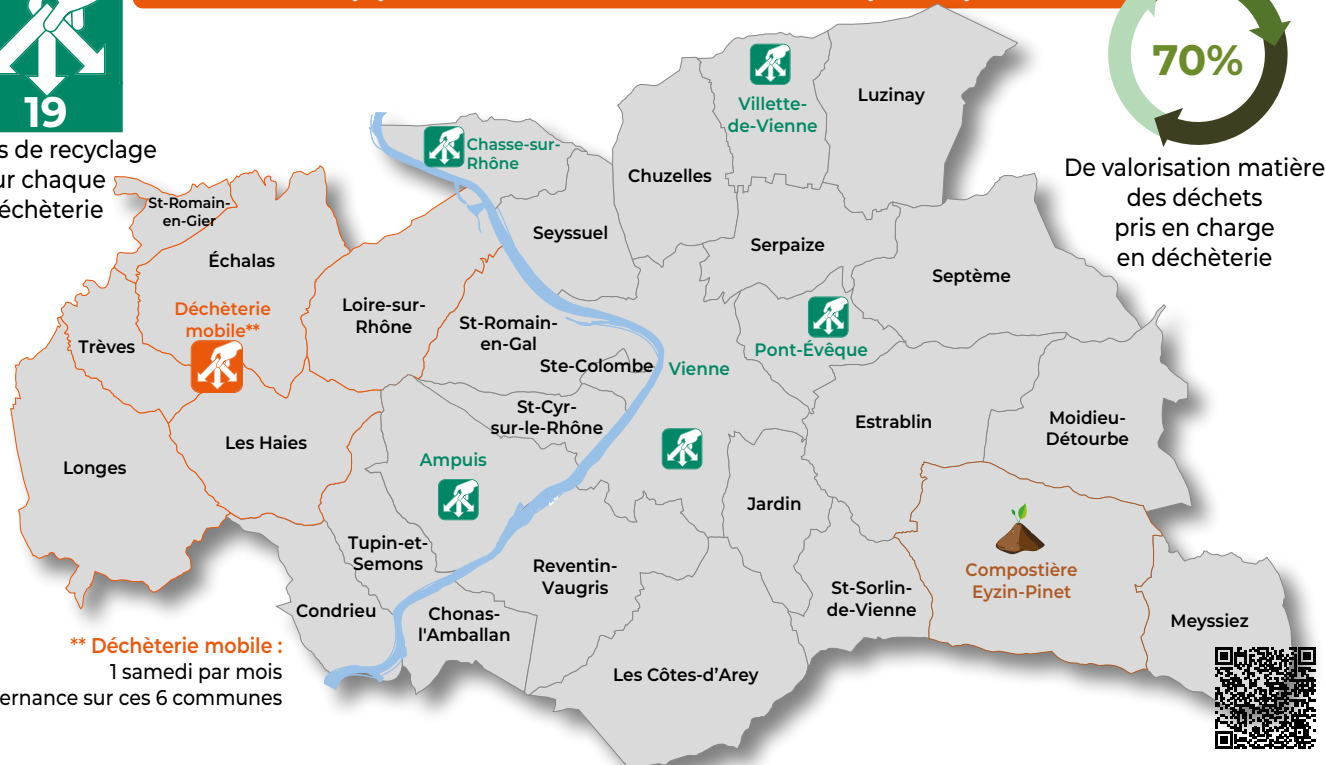 19
de recyclage
chaque
70%
De valorisation matière
des déchets
pris en charge
en déchèterie
Luzinay
Villette-
de-Vienne
Chasse-sur-
Rhône
Chuzelles
St-Romain-
en-Gier
Seyssuel
Serpaize
Échalas
Septème
Déchèterie
mobile**
Loire-sur-
Rhône
St-Romain-
en-Gal
Trèves
Pont-Évêque
Ste-Colombe
Vienne
St-Cyr-
sur-le-Rhône
Estrablin
Moidieu-
Détourbe
Les Haies
Longes
Ampuis
Jardin
Tupin-et-
Semons
Reventin-
Vaugris
Compostière
Eyzin-Pinet
St-Sorlin-
de-Vienne
Condrieu
Chonas-
l'Amballan
Meyssiez
Les Côtes-d’Arey
** Déchèterie mobile :
1 samedi par mois
sur ces 6 communes